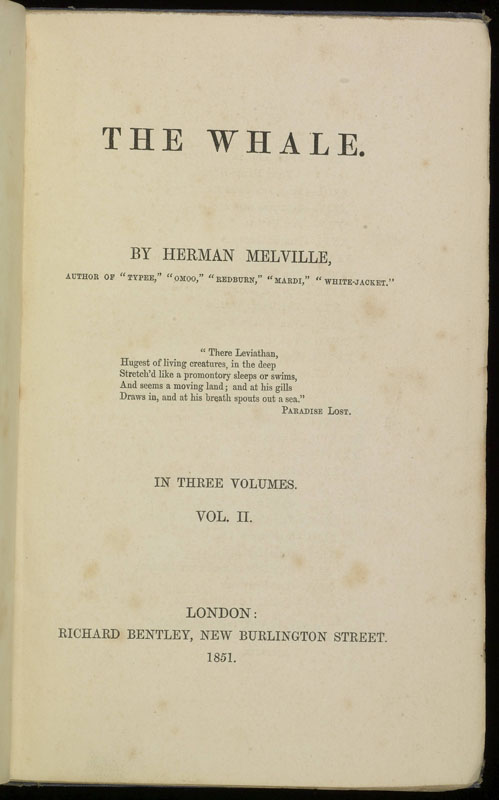 THE WHALE.
BY HERMAN MELVILLE,
AUTHOR OF "TYPEE," "OMOO," "REDBURN," "MARDI," "WHITE-JACKET."
"There Leviathan,
Hugest of living creatures, in the deep
Stretch'd like a promontory sleeps or swims,
And seems a moving land; and at his gills
Draws in, and at his breath spouts out a sea."
PARADISE LOST.
IN THREE VOLUMES.
VOL. II.
LONDON:
RICHARD BENTLEY, NEW BURLINGTON STREET.
1851.